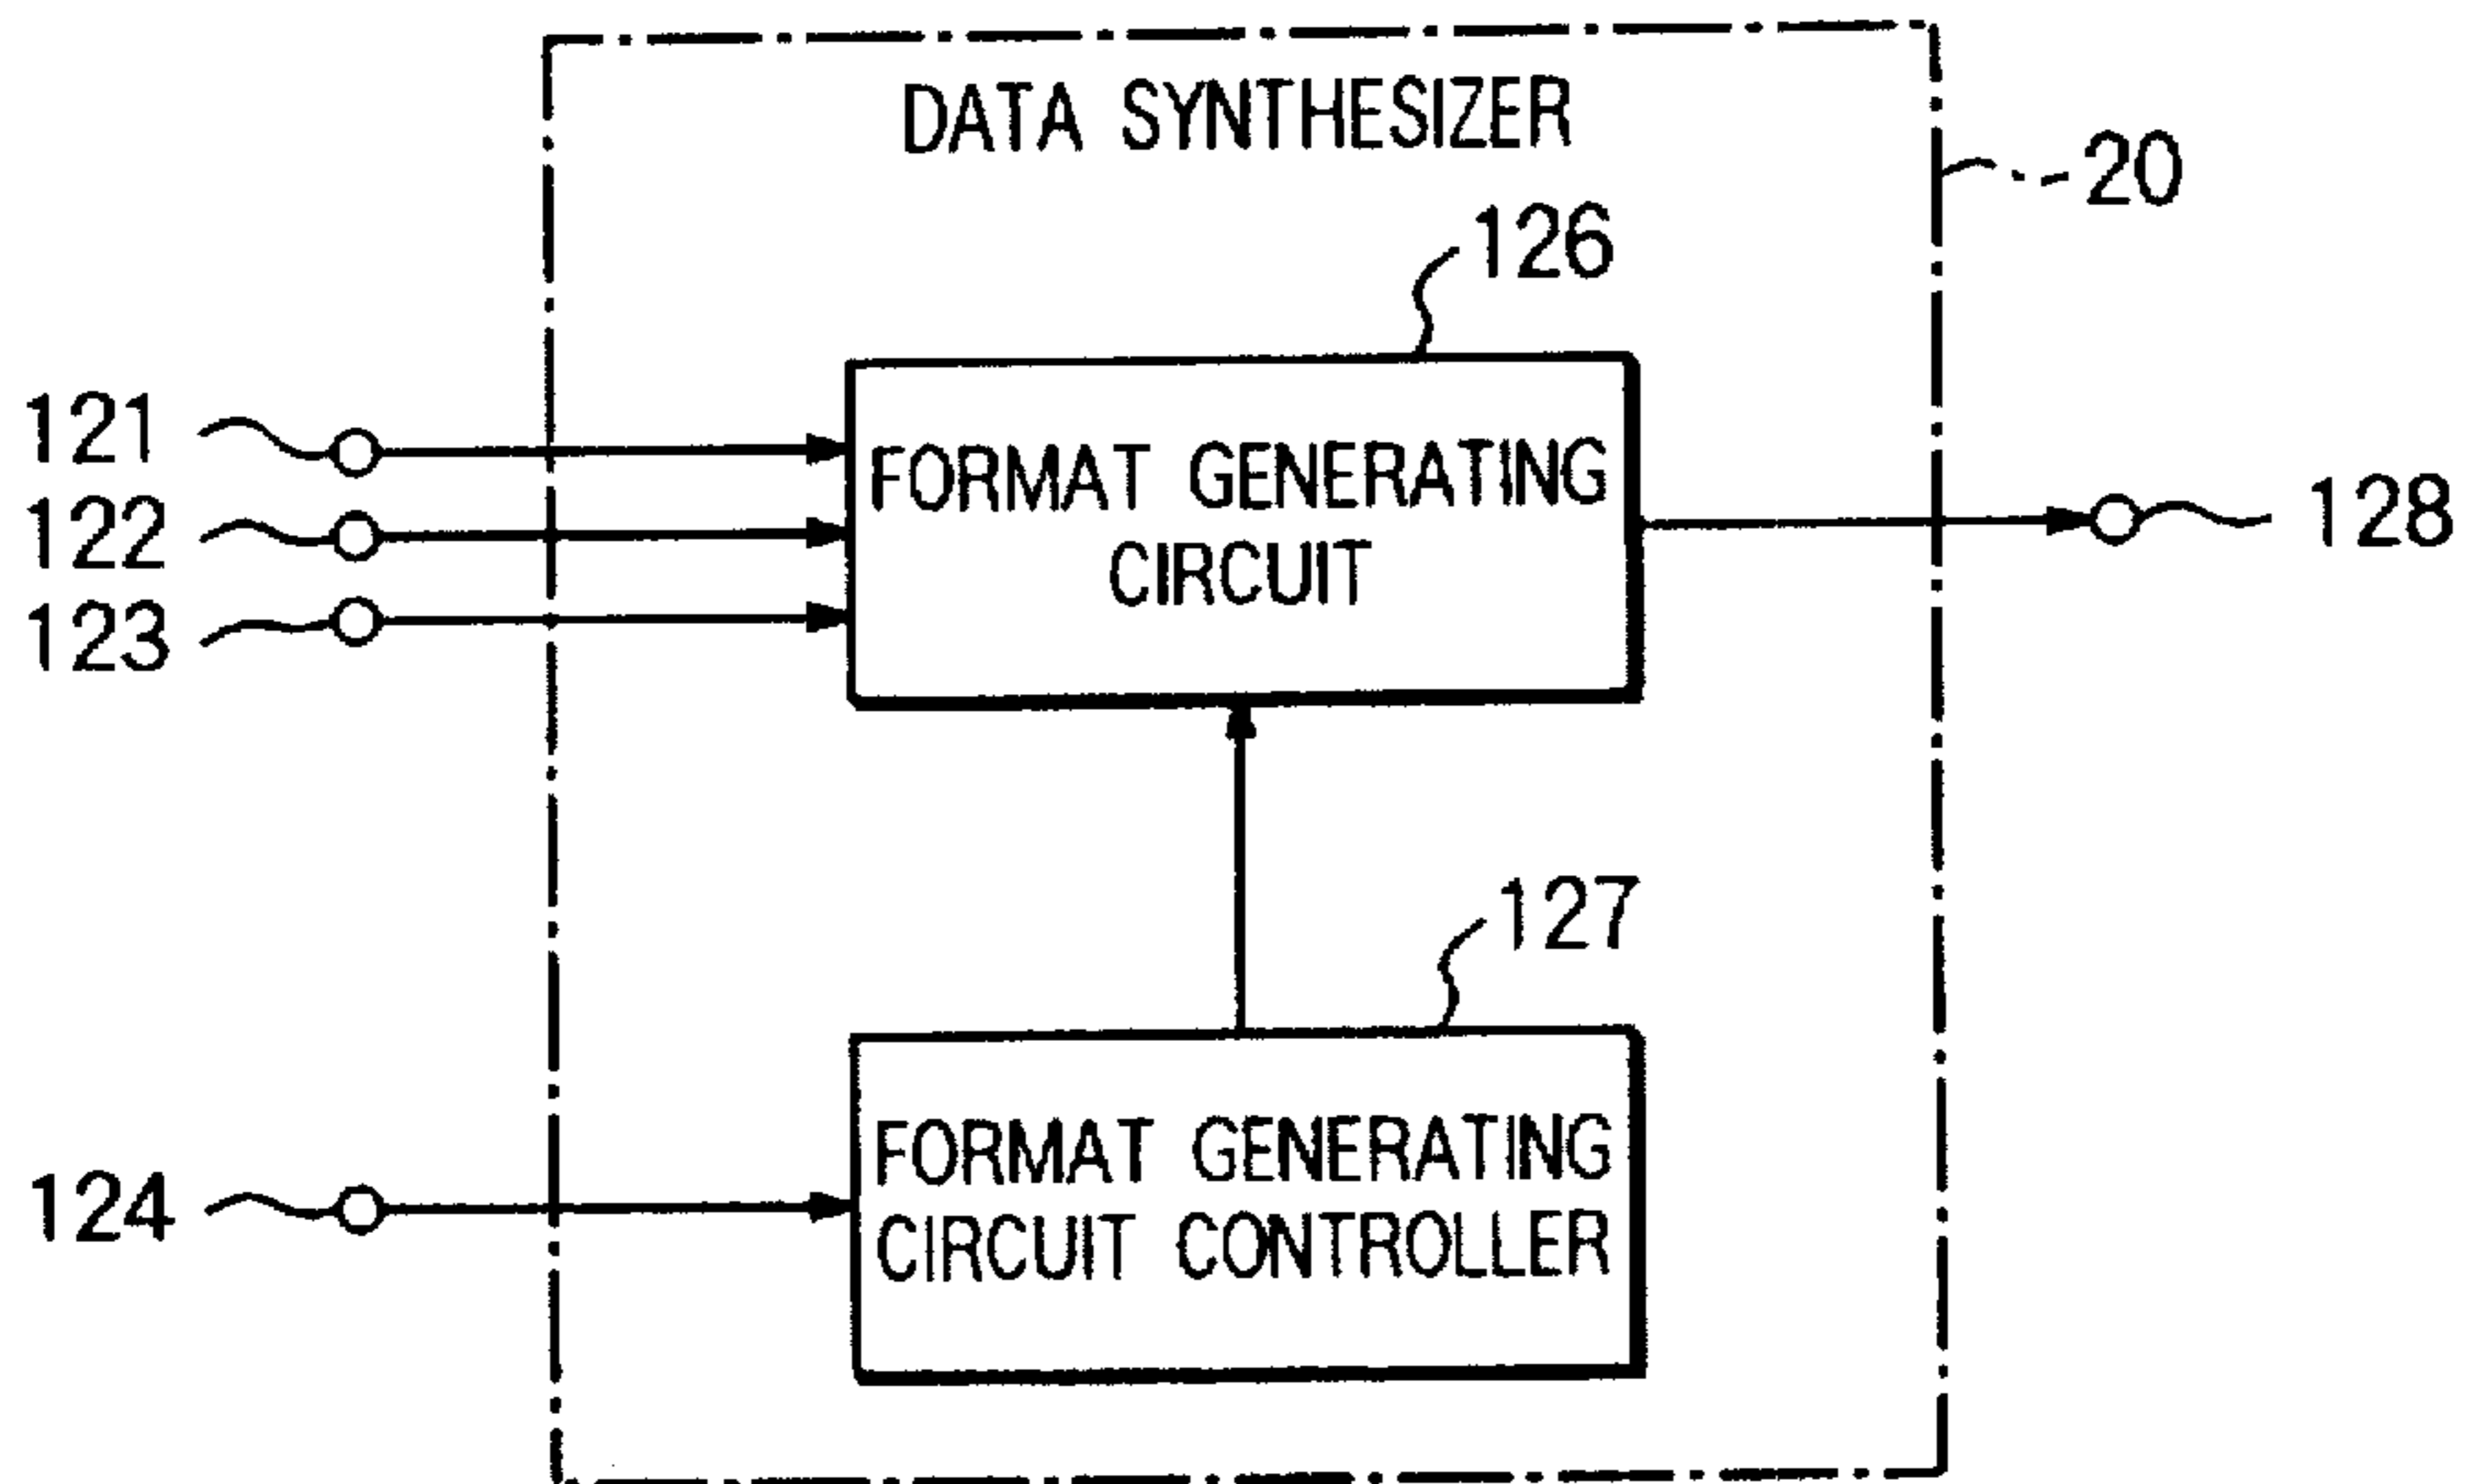 DATA SYNTHESIZER
20
126
121
122
123
FORMAT GENERATING
CIRCUIT
128
127
124
FORMAT GENERATING
CIRCUIT CONTROLLER